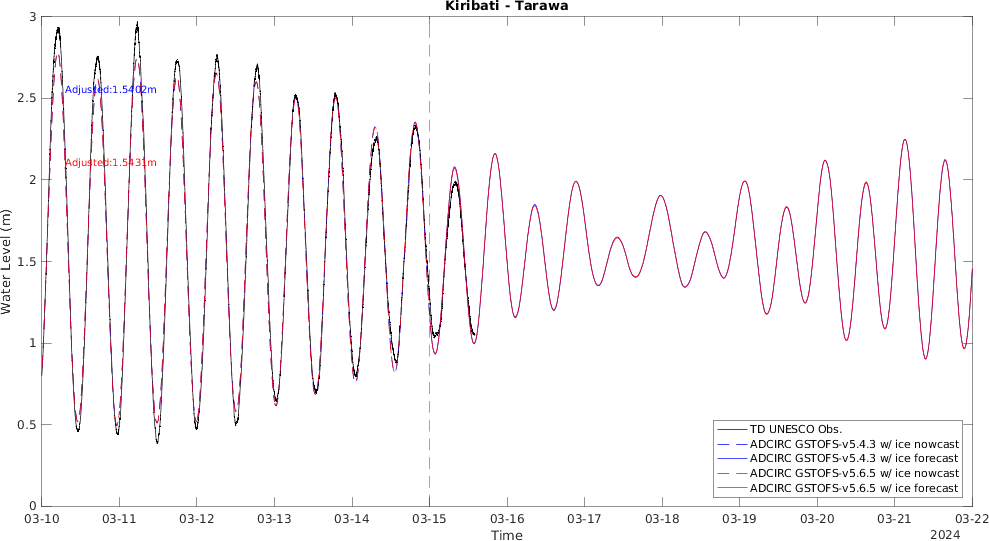 Kiribati - Tarawa
3
2.5
2
1.5
1
0.5
0
Water Level (m)
Adjusted:1.5402m
Adjusted:1.5431m
TD UNESCO Obs.
ADCIRC GSTOFS-v5.4.3 w/ ice nowcast
ADCIRC GSTOFS-v5.4.3 w/ ice forecast
ADCIRC GSTOFS-v5.6.5 w/ ice nowcast
ADCIRC GSTOFS-v5.6.5 w/ ice forecast
03-10 03-11 03-12 03-13 03-14 03-15 03-16 03-17 03-18 03-19 03-20 03-21 03-22
Time
2024